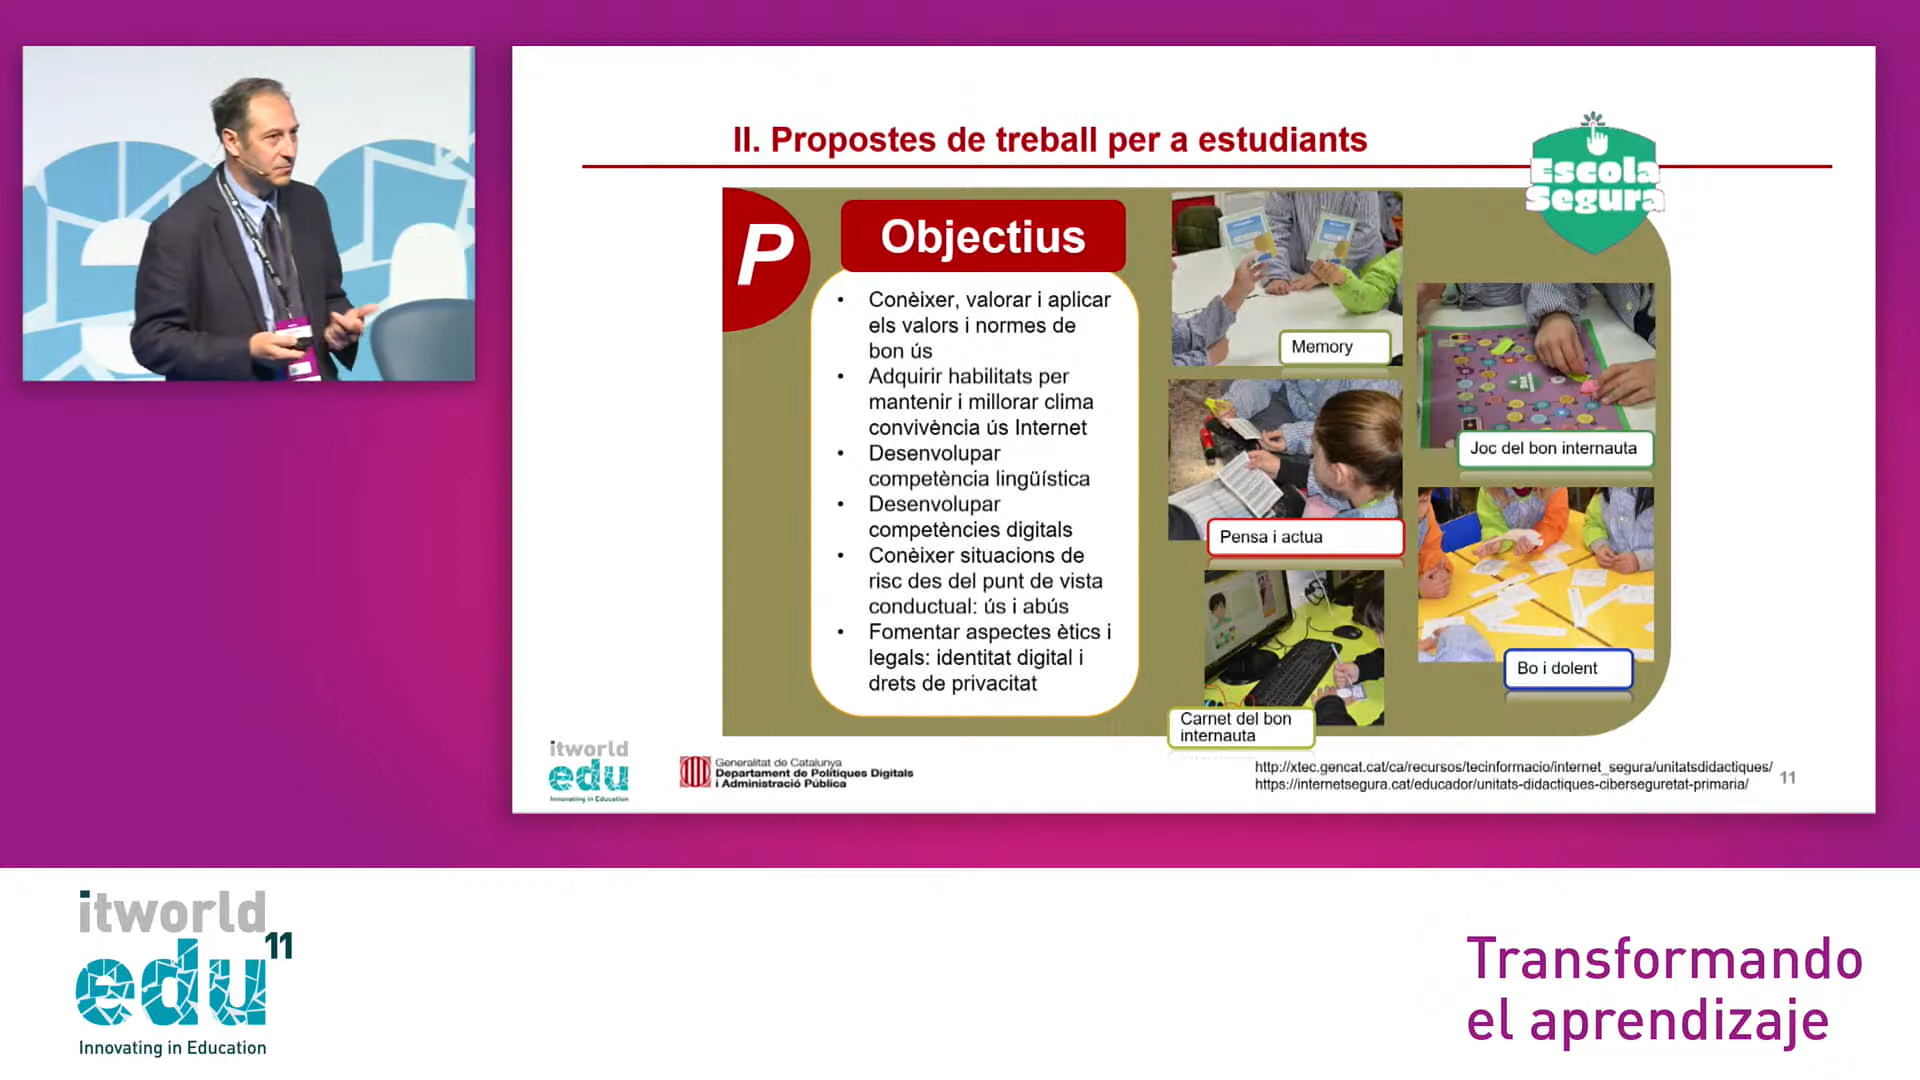 II. Propostes de treball per a estudiants
Escola
Segura
P
Objectius
• Conèixer, valorar i aplicar
els valors i normes de
bon ús
• Adquirir habilitats per
mantenir i millorar clima
convivència ús Internet
• Desenvolupar
competència lingüística
• Desenvolupar
competències digitals
• Conèixer situacions de
risc des del punt de vista
conductual: ús i abús
• Fomentar aspectes ètics i
legals: identitat digital i
drets de privacitat
Memory
Joc del bon internauta
Pensa i actua
Bo i dolent
Carnet del bon
internauta
itworld
edu
Innovating in Education
Generalitat de Catalunya
Departament de Polítiques Digitals
i Administració Pública
http://xtec.gencat.cat/ca/recursos/tecinformacio/internet_segura/unitatsdidactiques/
https://internetsegura.cat/educador/unitats-didactiques-ciberseguretat-primaria/
11
itworld
edu 11
Innovating in Education
Transformando
el aprendizaje